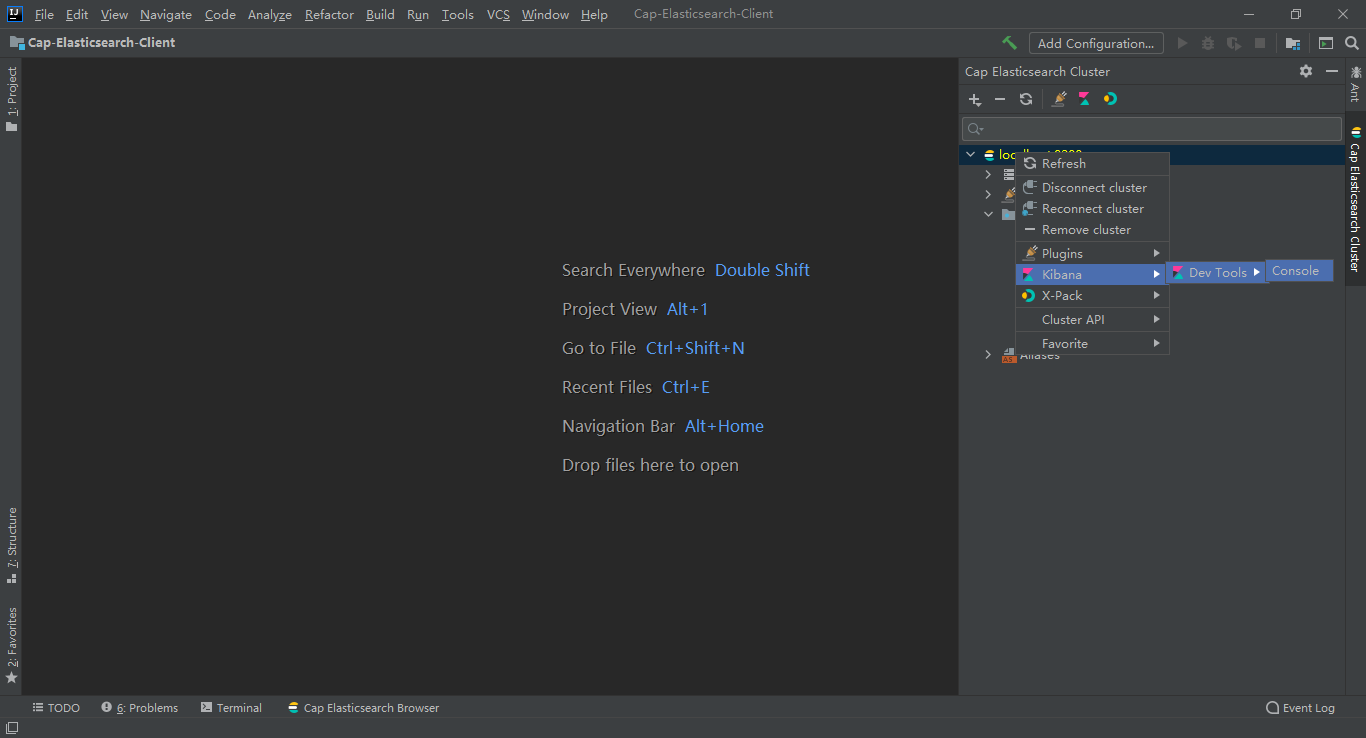 File Edit View Navigate Code Analyze Refactor Build Run Tools VCS Window Help Cap-Elasticsearch-Client
Cap-Elasticsearch-Client
Add Configuration...
1: Project
7: Structure
2: Favorites
Search Everywhere Double Shift
Project View Alt+1
Go to File Ctrl+Shift+N
Recent Files Ctrl+E
Navigation Bar Alt+Home
Drop files here to open
Cap Elasticsearch Cluster
Refresh
Disconnect cluster
Reconnect cluster
Remove cluster
Plugins
Kibana
Dev Tools
Console
X-Pack
Cluster API
Favorite
Aliases
Ant
Cap Elasticsearch Cluster
TODO 6: Problems Terminal Cap Elasticsearch Browser Event Log